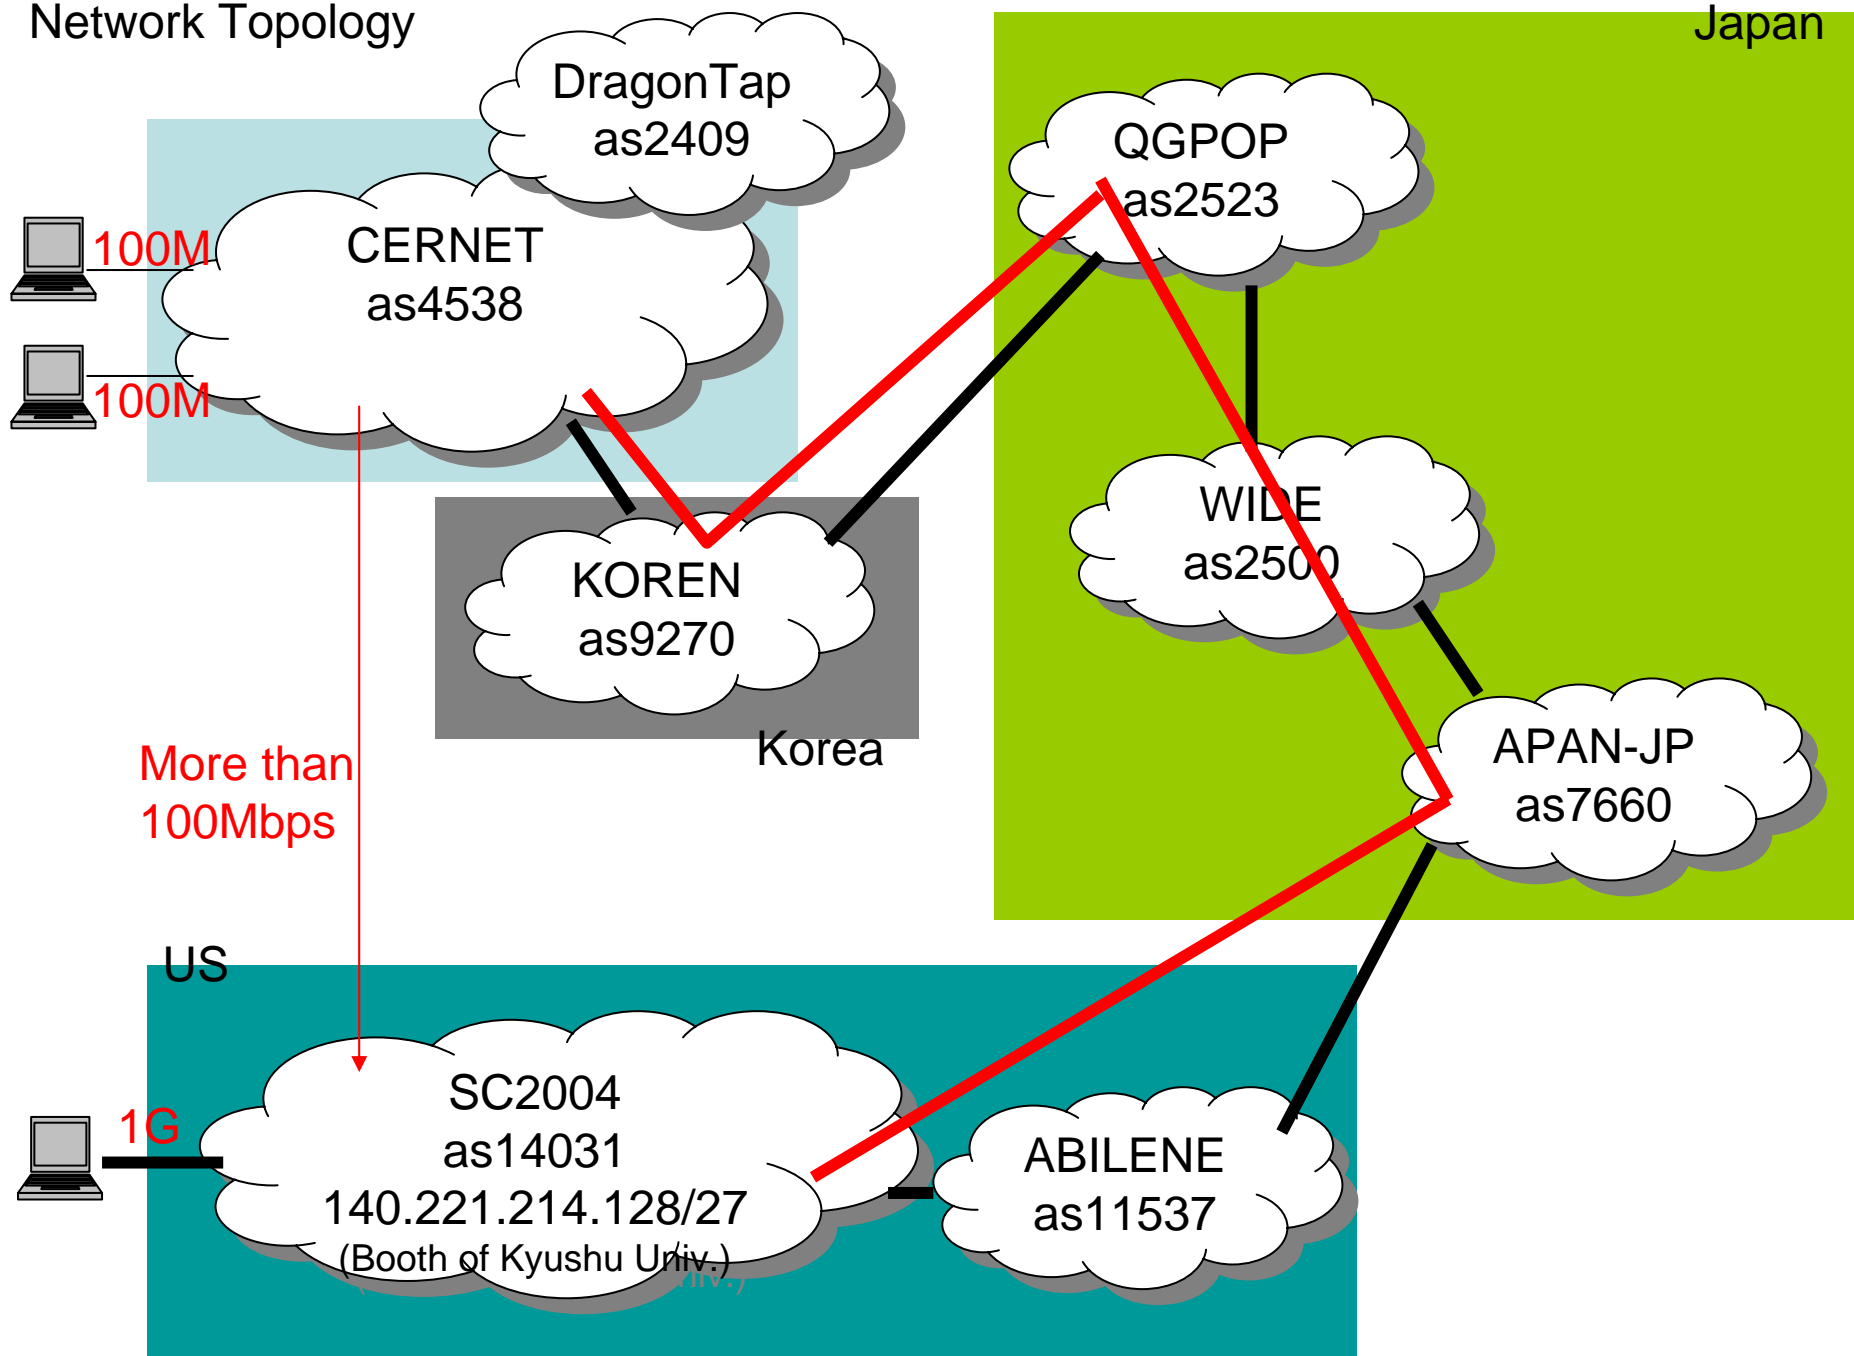 Network Topology
Japan
DragonTap
as2409
QGPOP
as2523
CERNET
as4538
100M
100M
WIDE
as2500
KOREN
as9270
Korea
APAN-JP
as7660
More than
100Mbps
US
SC2004
as14031
140.221.214.128/27
(Booth of Kyushu Univ.)
1G
ABILENE
as11537